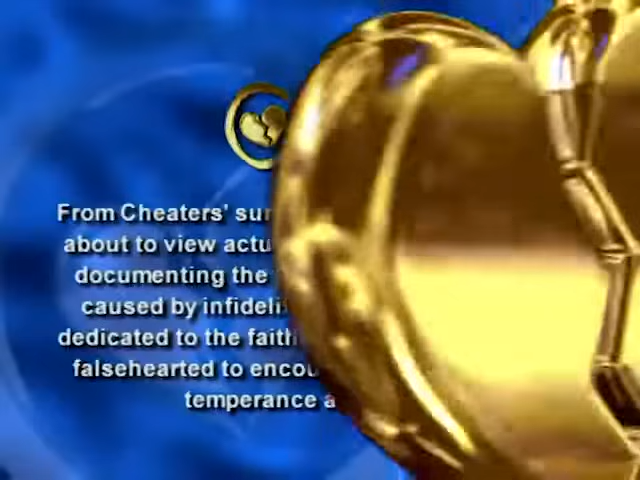 From Cheaters' sur
about to view actu
documenting the
caused by infideli
dedicated to the faith
falsehearted to encou
temperance a